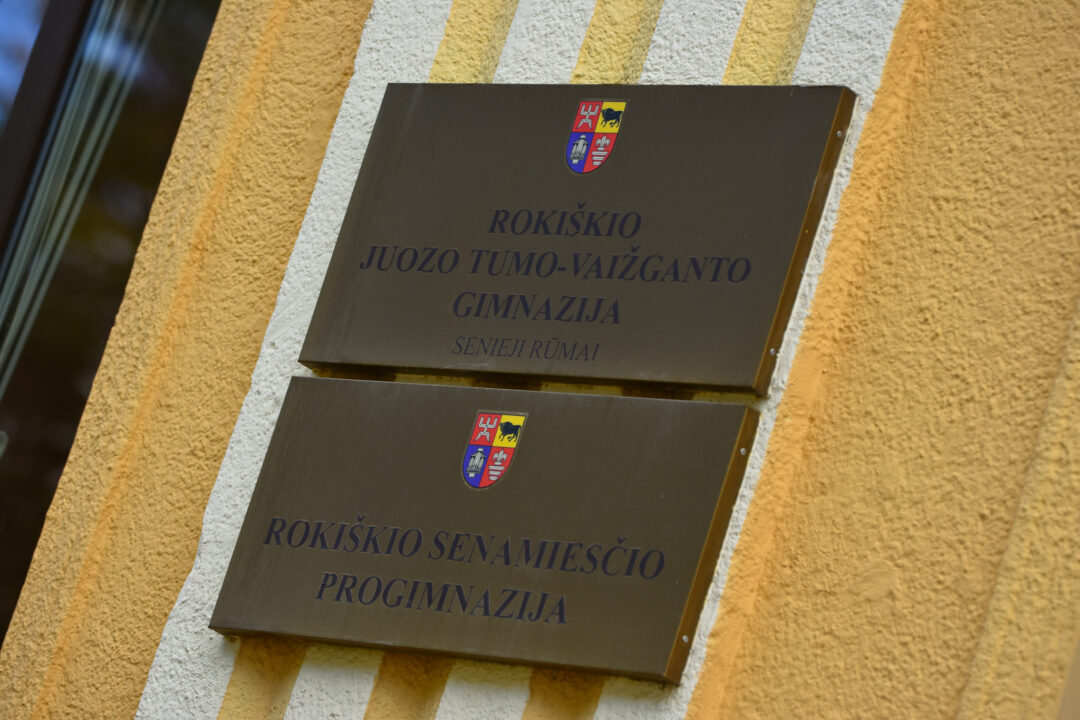 ROKIŠKIO
JUOZO TUMO-VAIŽGANTO
GIMNAZIJA
SENIEJI RŪMAI
ROKIŠKIO SENAMIESČIO
PROGIMNAZIJA